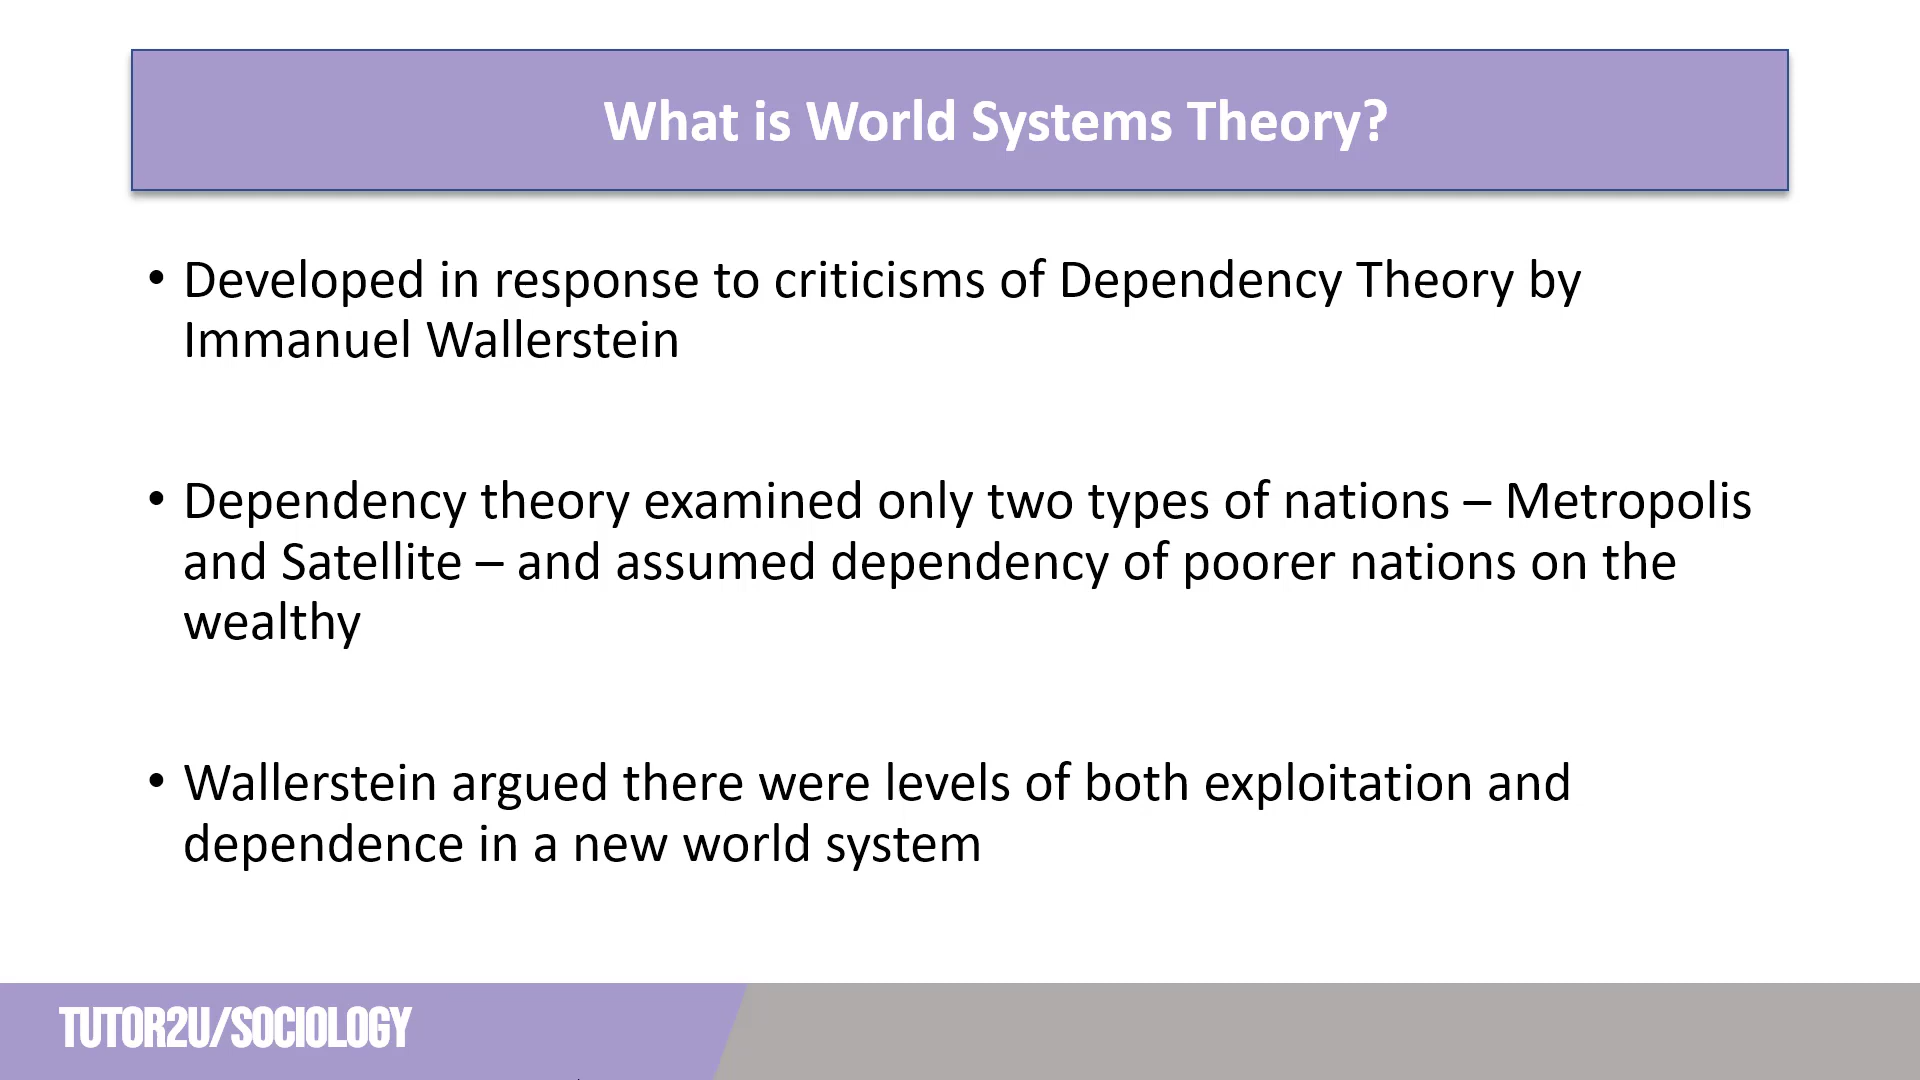 What is World Systems Theory?
• Developed in response to criticisms of Dependency Theory by
Immanuel Wallerstein
• Dependency theory examined only two types of nations – Metropolis
and Satellite – and assumed dependency of poorer nations on the
wealthy
• Wallerstein argued there were levels of both exploitation and
dependence in a new world system
TUTOR2U/SOCIOLOGY